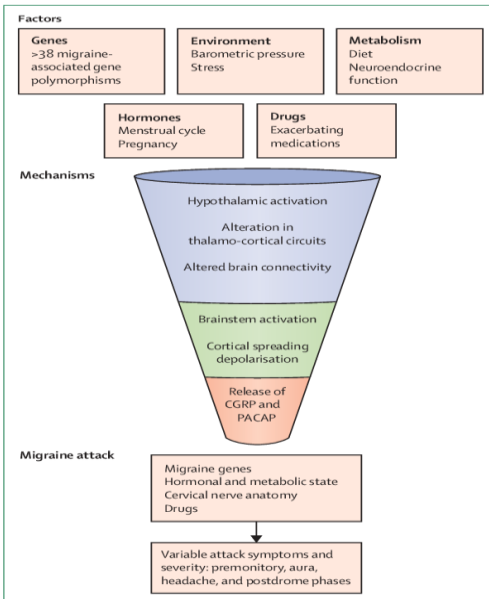 Factors
Genes
>38 migraine-
associated gene
polymorphisms
Environment
Barometric pressure
Stress
Metabolism
Diet
Neuroendocrine
function
Hormones
Menstrual cycle
Pregnancy
Drugs
Exacerbating
medications
Mechanisms
Hypothalamic activation
Alteration in
thalamo-cortical circuits
Altered brain connectivity
Brainstem activation
Cortical spreading
depolarisation
Release of
CGRP and
PACAP
Migraine attack
Migraine genes
Hormonal and metabolic state
Cervical nerve anatomy
Drugs
Variable attack symptoms and
severity: premonitory, aura,
headache, and postdrome phases